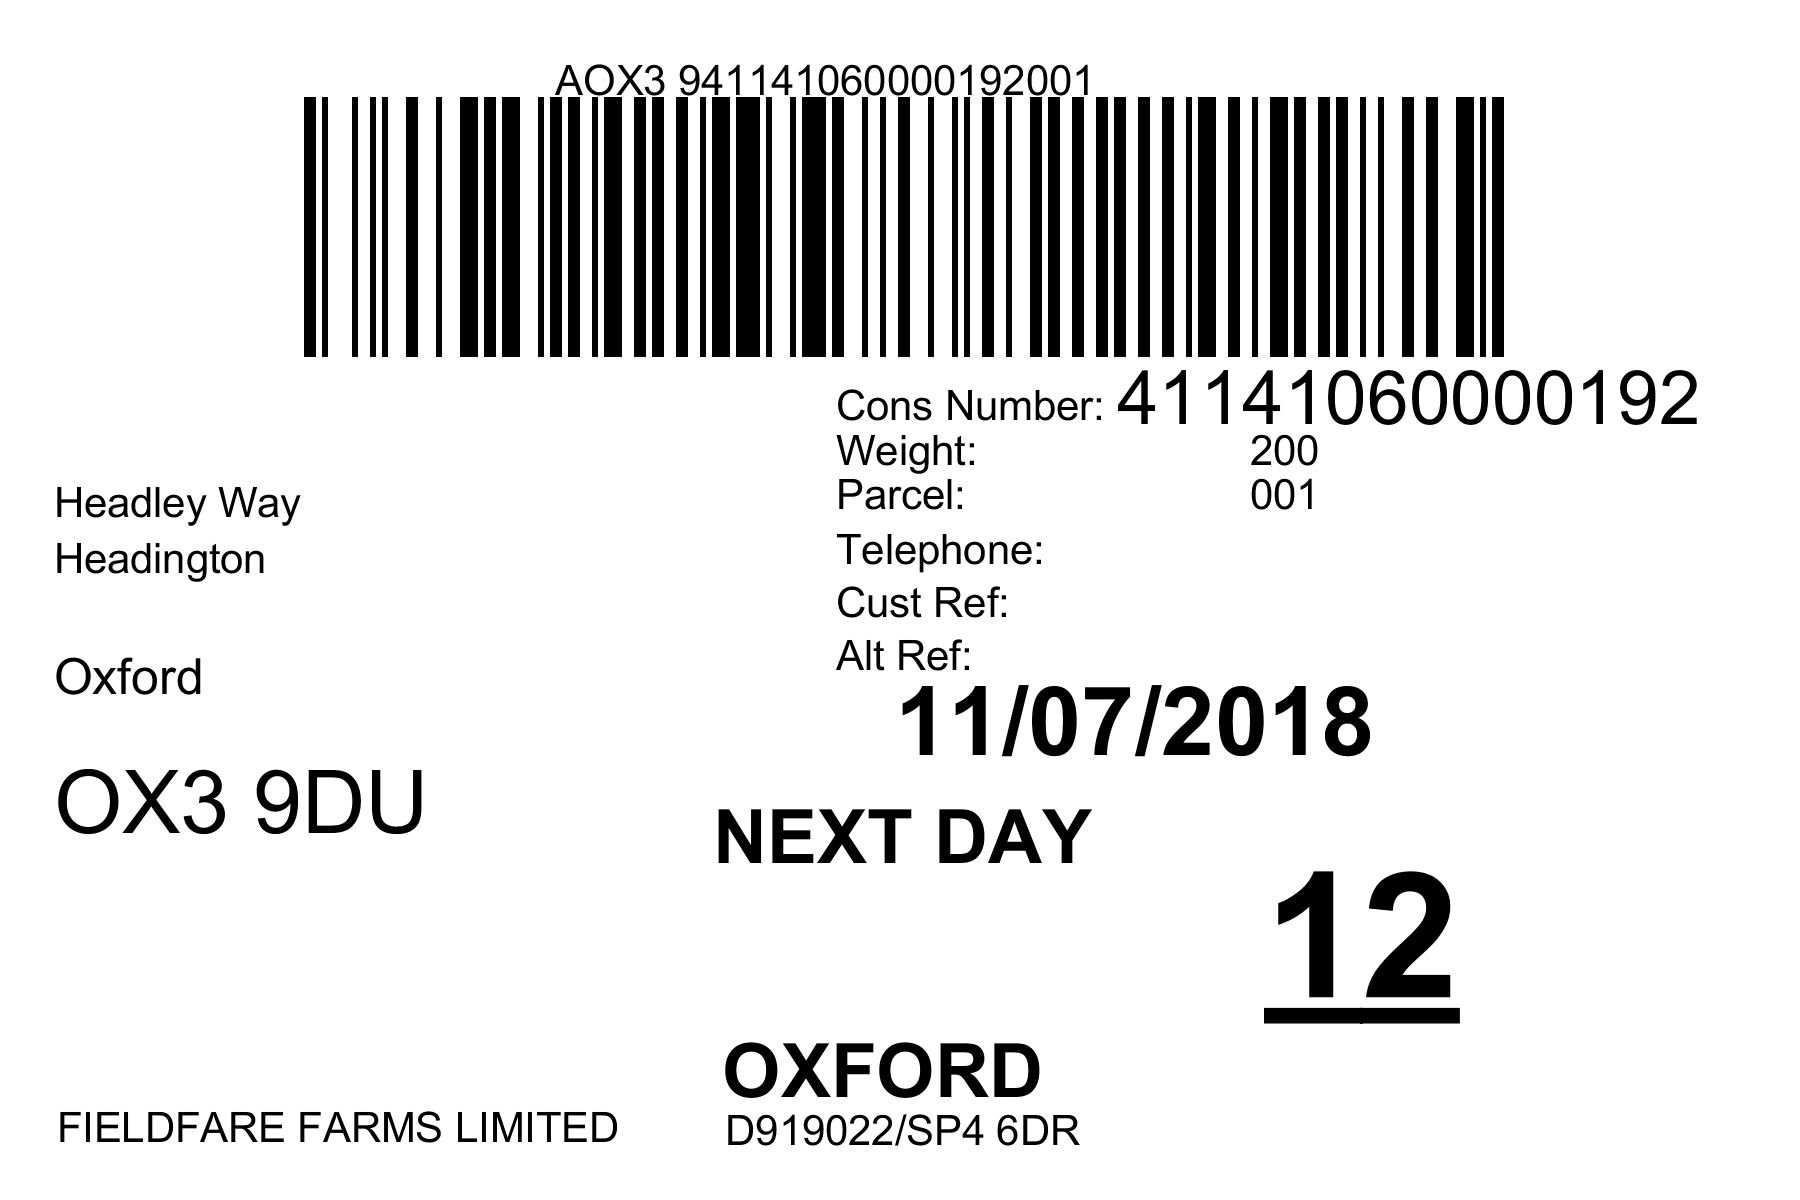 AOX3 941141060000192001
Cons Number: 41141060000192
Weight: 200
Parcel: 001
Telephone:
Cust Ref:
Alt Ref:
Headley Way
Headington
Oxford
OX3 9DU
11/07/2018
NEXT DAY
12
OXFORD
FIELDFARE FARMS LIMITED
D919022/SP4 6DR